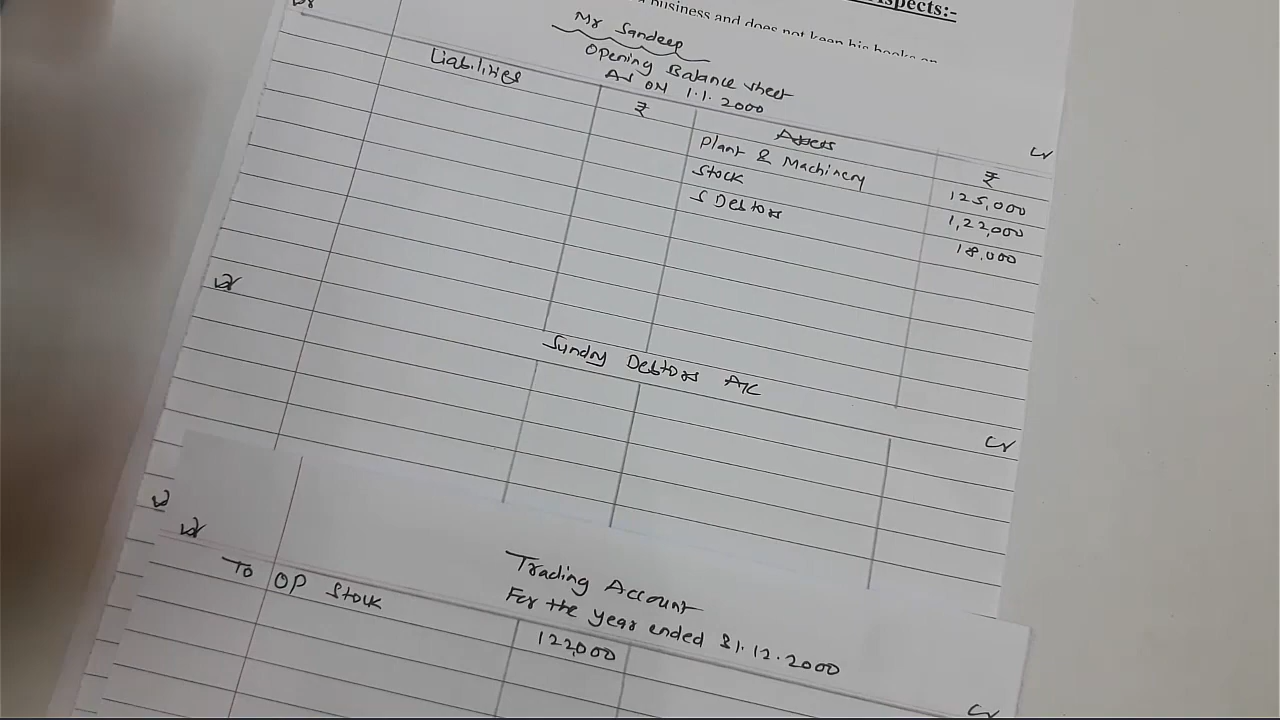 spects:-
business and does not keep his books on
Mr Sandeep
Opening Balance sheet
As on 1.1.2000
Dr
Cr
Liabilities ₹ Assets ₹
Plant & Machinery 125,000
Stock 1,22,000
S Debtors 18,000
Dr Sundry Debtors A/c Cr
Dr Trading Account
For the year ended 31.12.2000 Cr
To OP Stock 122,000